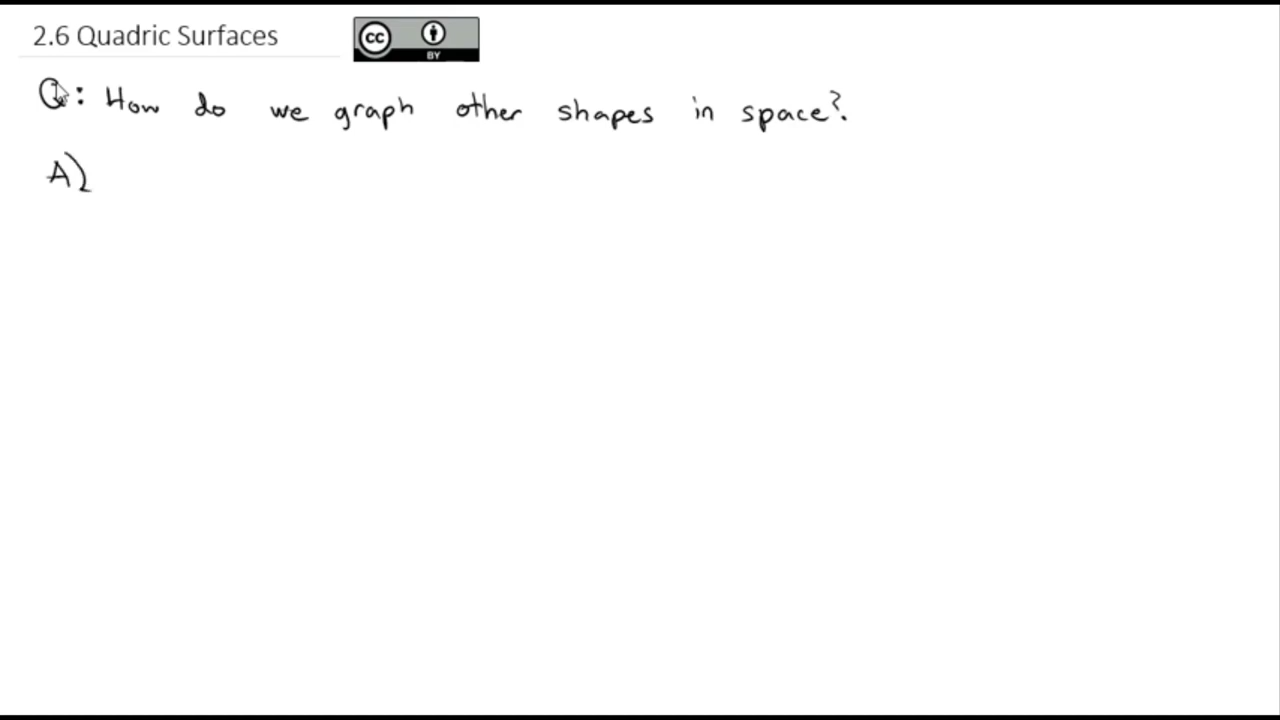 2.6 Quadric Surfaces
cc BY
Q: How do we graph other shapes in space?
A)